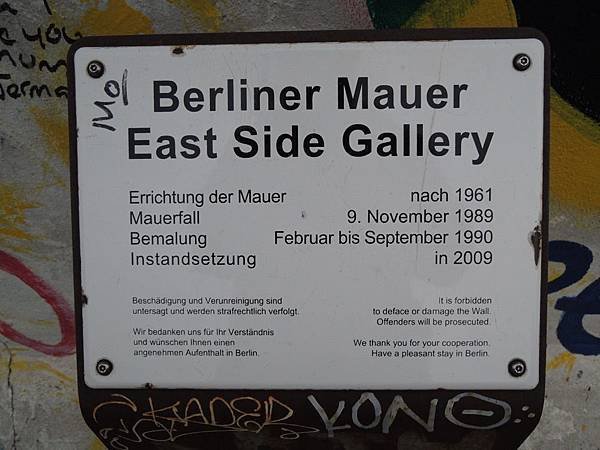 Berliner Mauer
East Side Gallery
Errichtung der Mauer nach 1961
Mauerfall 9. November 1989
Bemalung Februar bis September 1990
Instandsetzung in 2009
Beschädigung und Verunreinigung sind
untersagt und werden strafrechtlich verfolgt.
Wir bedanken uns für Ihr Verständnis
und wünschen Ihnen einen
angenehmen Aufenthalt in Berlin.
It is forbidden
to deface or damage the Wall.
Offenders will be prosecuted.
We thank you for your cooperation.
Have a pleasant stay in Berlin.